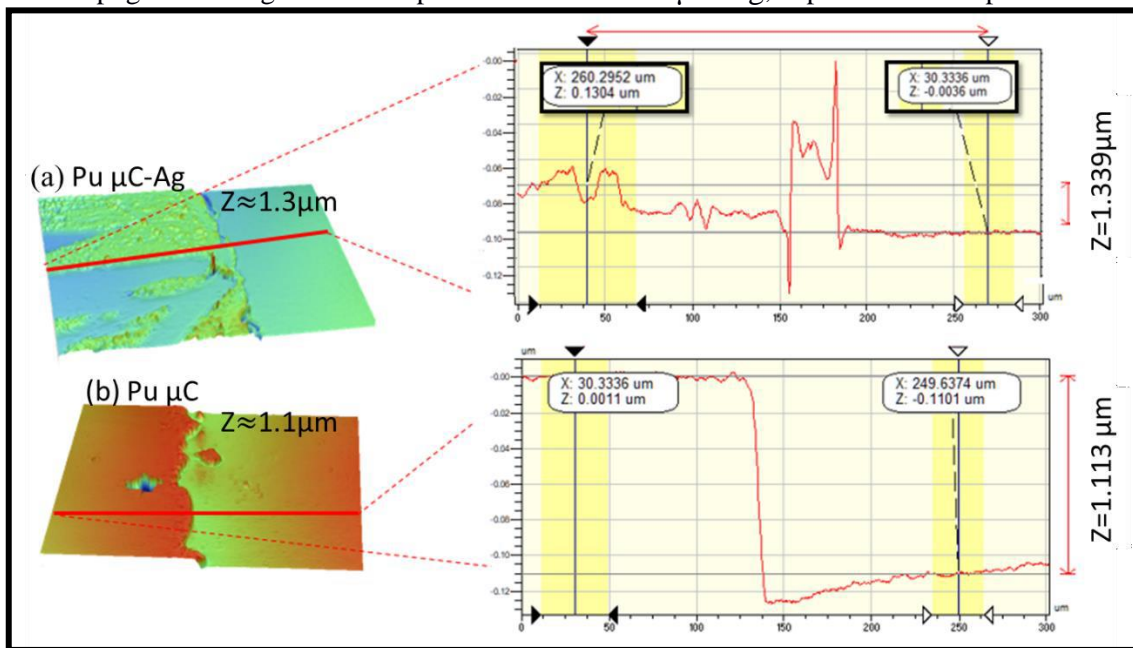 (a) Pu µC-Ag
Z≈1.3µm
-0.00
-0.02
-0.04
-0.06
-0.08
-0.10
-0.12
X: 260.2952 um
Z: 0.1304 um
X: 30.3336 um
Z: -0.0036 um
0
50
100
150
200
250
300
um
Z=1.339µm
(b) Pu µC
Z≈1.1µm
um
-0.00
-0.02
-0.04
-0.06
-0.08
-0.10
-0.12
X: 30.3336 um
Z: 0.0011 um
X: 249.6374 um
Z: -0.1101 um
0
50
100
150
200
250
300
um
Z=1.113 µm